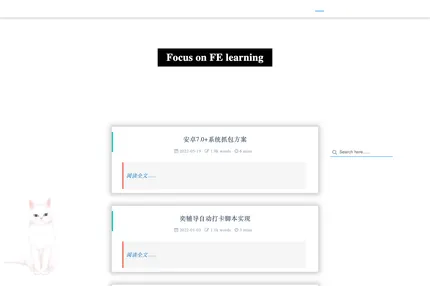 Focus on FE learning
安卓7.0+系统抓包方案
2022-03-19 1.9k words 8 mins
阅读全文......
Search here......
奕辅导自动打卡脚本实现
2022-01-03 1.1k words 5 mins
阅读全文......